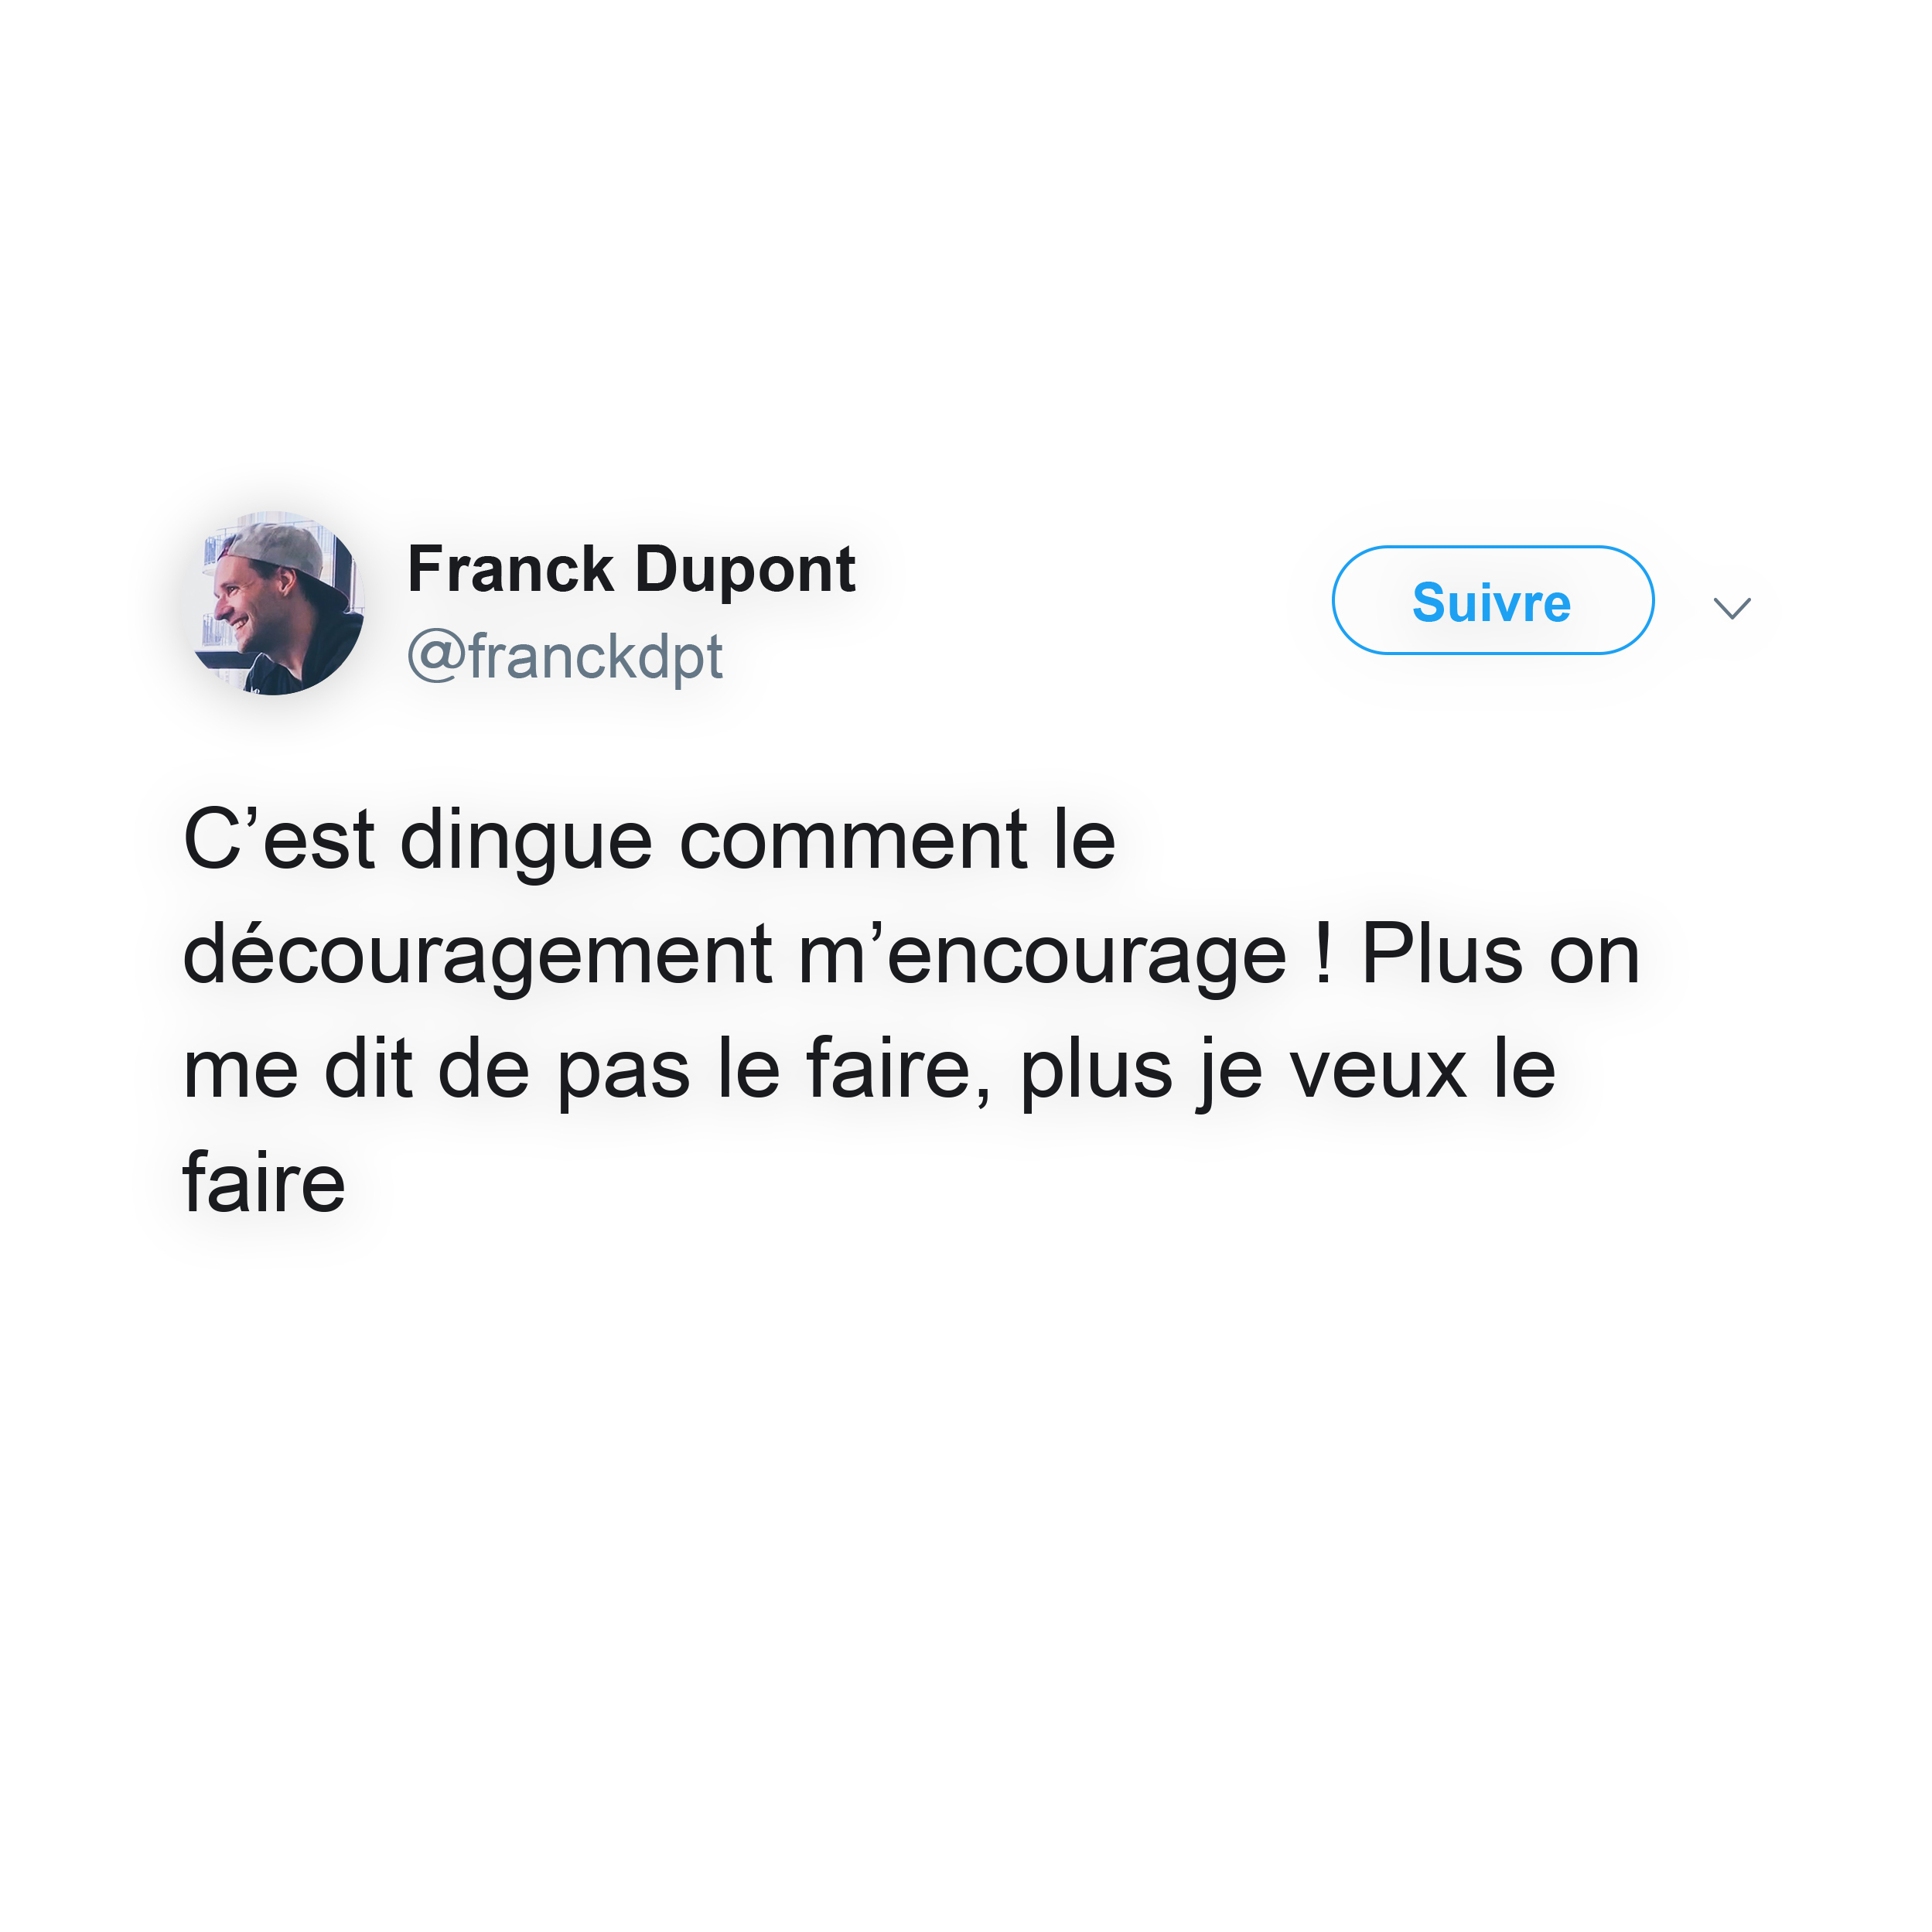 Franck Dupont
@franckdpt
Suivre
C’est dingue comment le
découragement m’encourage ! Plus on
me dit de pas le faire, plus je veux le
faire